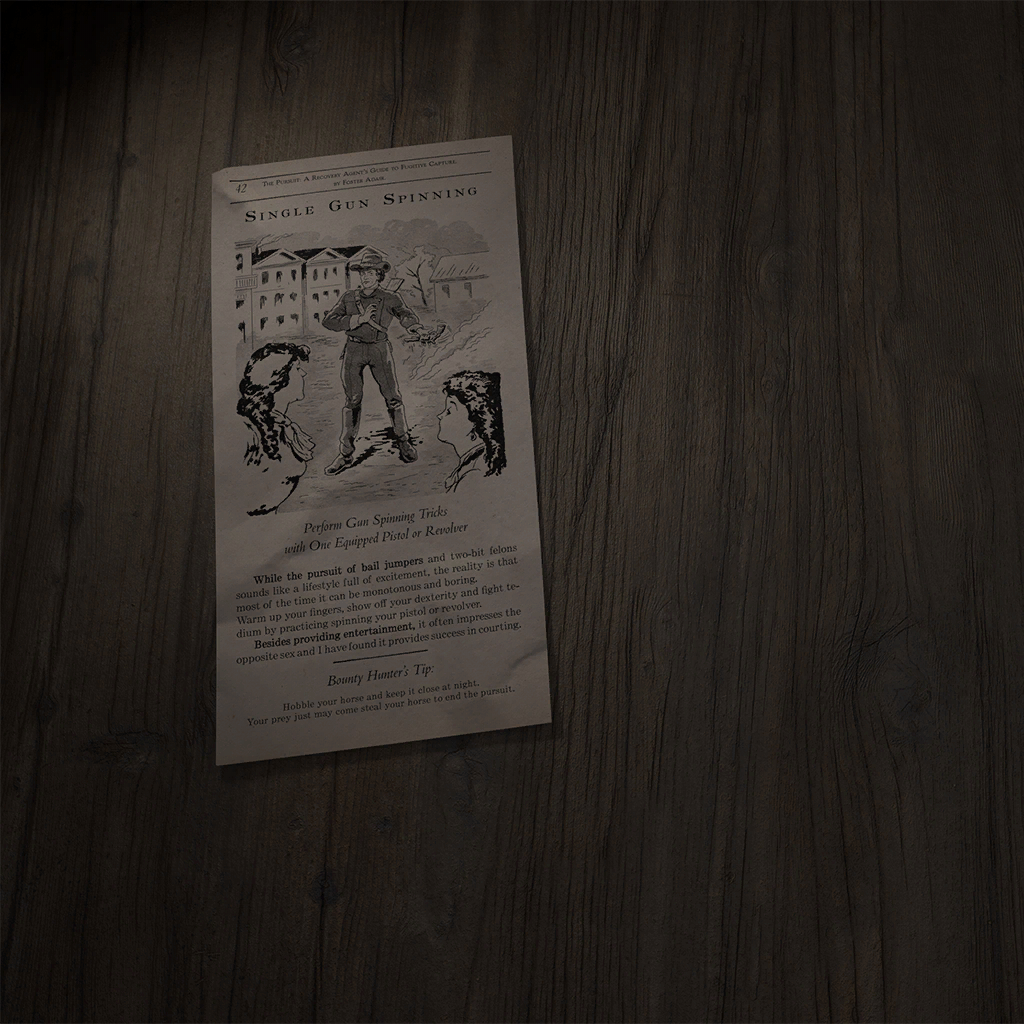 42
The Pursuit: A Recovery Agent's Guide to Fugitive Capture.
by Foster Adair
Single Gun Spinning
Perform Gun Spinning Tricks
with One Equipped Pistol or Revolver
While the pursuit of bail jumpers and two-bit felons
sounds like a lifestyle full of excitement, the reality is that
most of the time it can be monotonous and boring.
Warm up your fingers, show off your dexterity and fight te-
dium by practicing spinning your pistol or revolver.
Besides providing entertainment, it often impresses the
opposite sex and I have found it provides success in courting.
Bounty Hunter's Tip:
Hobble your horse and keep it close at night.
Your prey just may come steal your horse to end the pursuit.